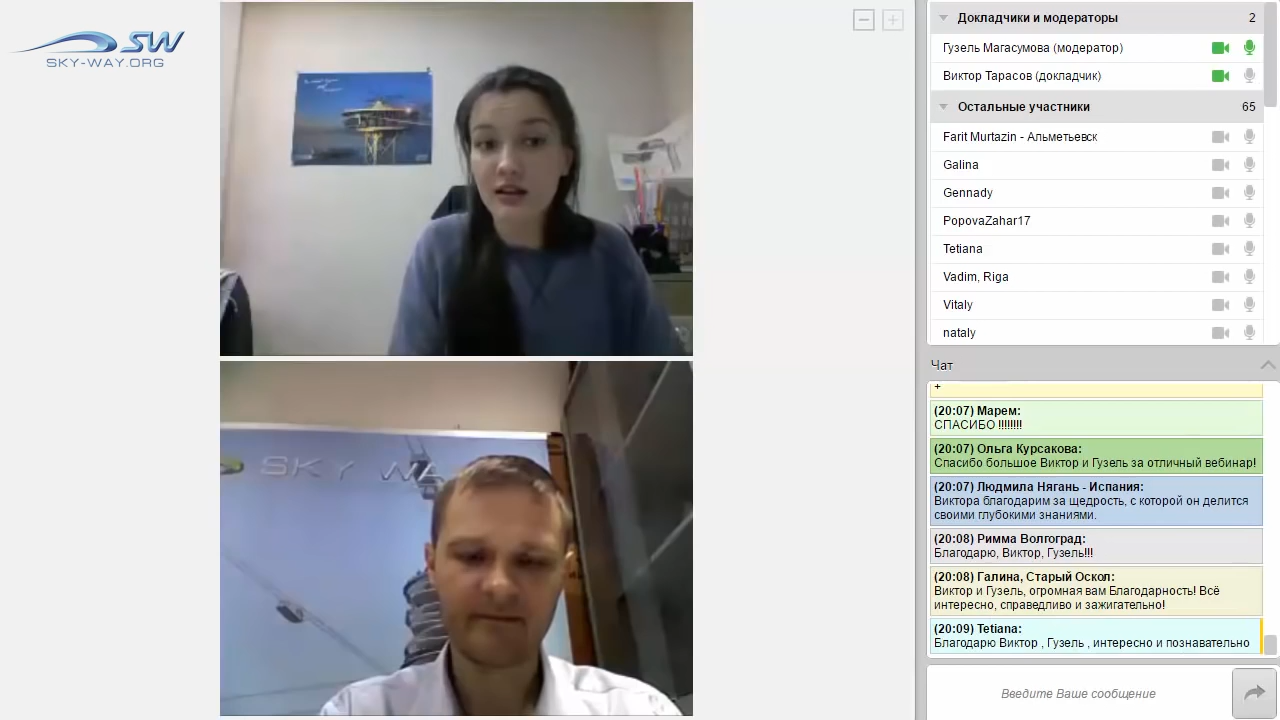 SW
SKY-WAY.ORG
SKY WA
Докладчики и модераторы 2
Гузель Магасумова (модератор)
Виктор Тарасов (докладчик)
Остальные участники 65
Farit Murtazin - Альметьевск
Galina
Gennady
PopovaZahar17
Tetiana
Vadim, Riga
Vitaly
nataly
Чат
+
(20:07) Марем:
СПАСИБО !!!!!!!!
(20:07) Ольга Курсакова:
Спасибо большое Виктор и Гузель за отличный вебинар!
(20:07) Людмила Нягань - Испания:
Виктора благодарим за щедрость, с которой он делится
своими глубокими знаниями.
(20:08) Римма Волгоград:
Благодарю, Виктор, Гузель!!!
(20:08) Галина, Старый Оскол:
Виктор и Гузель, огромная вам Благодарность! Всё
интересно, справедливо и зажигательно!
(20:09) Tetiana:
Благодарю Виктор , Гузель , интересно и познавательно
Введите Ваше сообщение